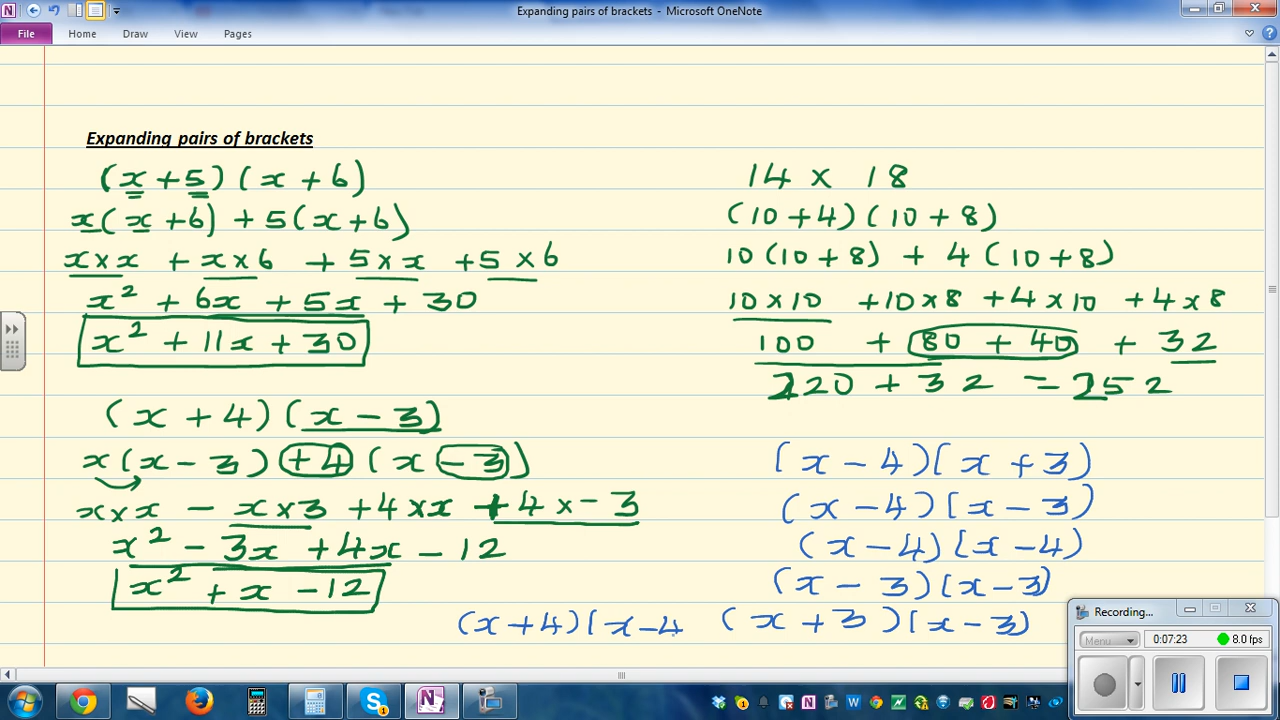 Expanding pairs of brackets - Microsoft OneNote
File Home Draw View Pages
Expanding pairs of brackets
(x + 5)(x + 6)
x(x + 6) + 5(x + 6)
x × x + x × 6 + 5 × x + 5 × 6
x² + 6x + 5x + 30
x² + 11x + 30
(x + 4)(x - 3)
x(x - 3) + 4(x - 3)
x × x - x × 3 + 4 × x + 4 × - 3
x² - 3x + 4x - 12
x² + x - 12
14 × 18
(10 + 4)(10 + 8)
10(10 + 8) + 4(10 + 8)
10 × 10 + 10 × 8 + 4 × 10 + 4 × 8
100 + 80 + 40 + 32
220 + 32 = 252
(x - 4)(x + 3)
(x - 4)(x - 3)
(x - 4)(x - 4)
(x - 3)(x - 3)
(x + 4)(x - 4 (x + 3)(x - 3)
Recording...
Menu 0:07:23 8.0 fps